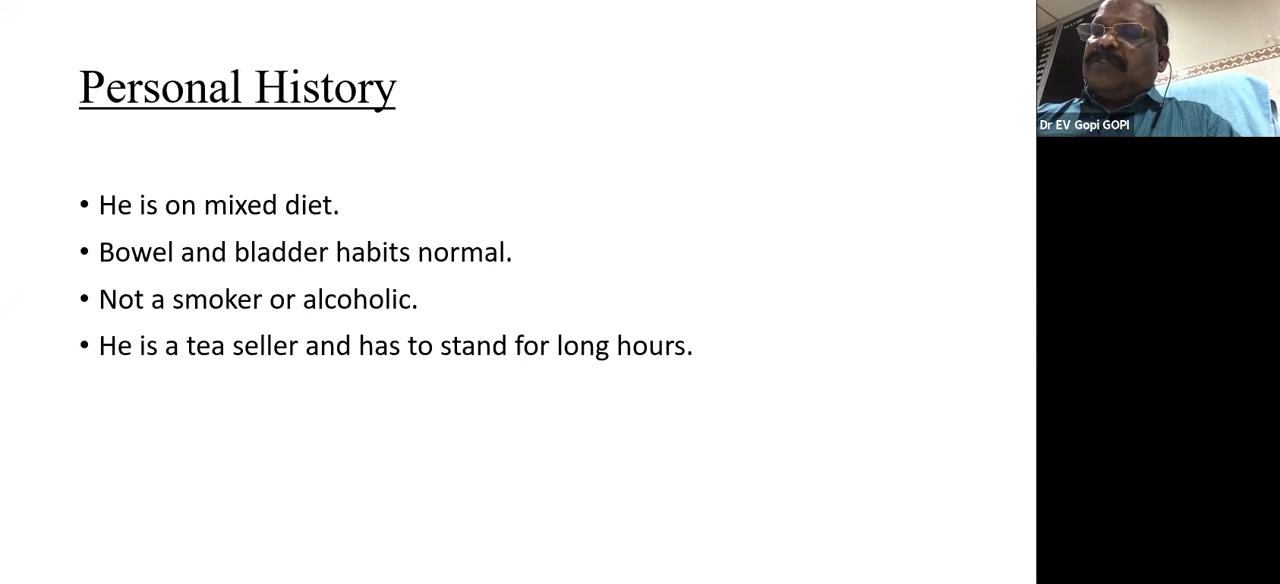 Personal History
• He is on mixed diet.
• Bowel and bladder habits normal.
• Not a smoker or alcoholic.
• He is a tea seller and has to stand for long hours.
Dr EV Gopi GOPI